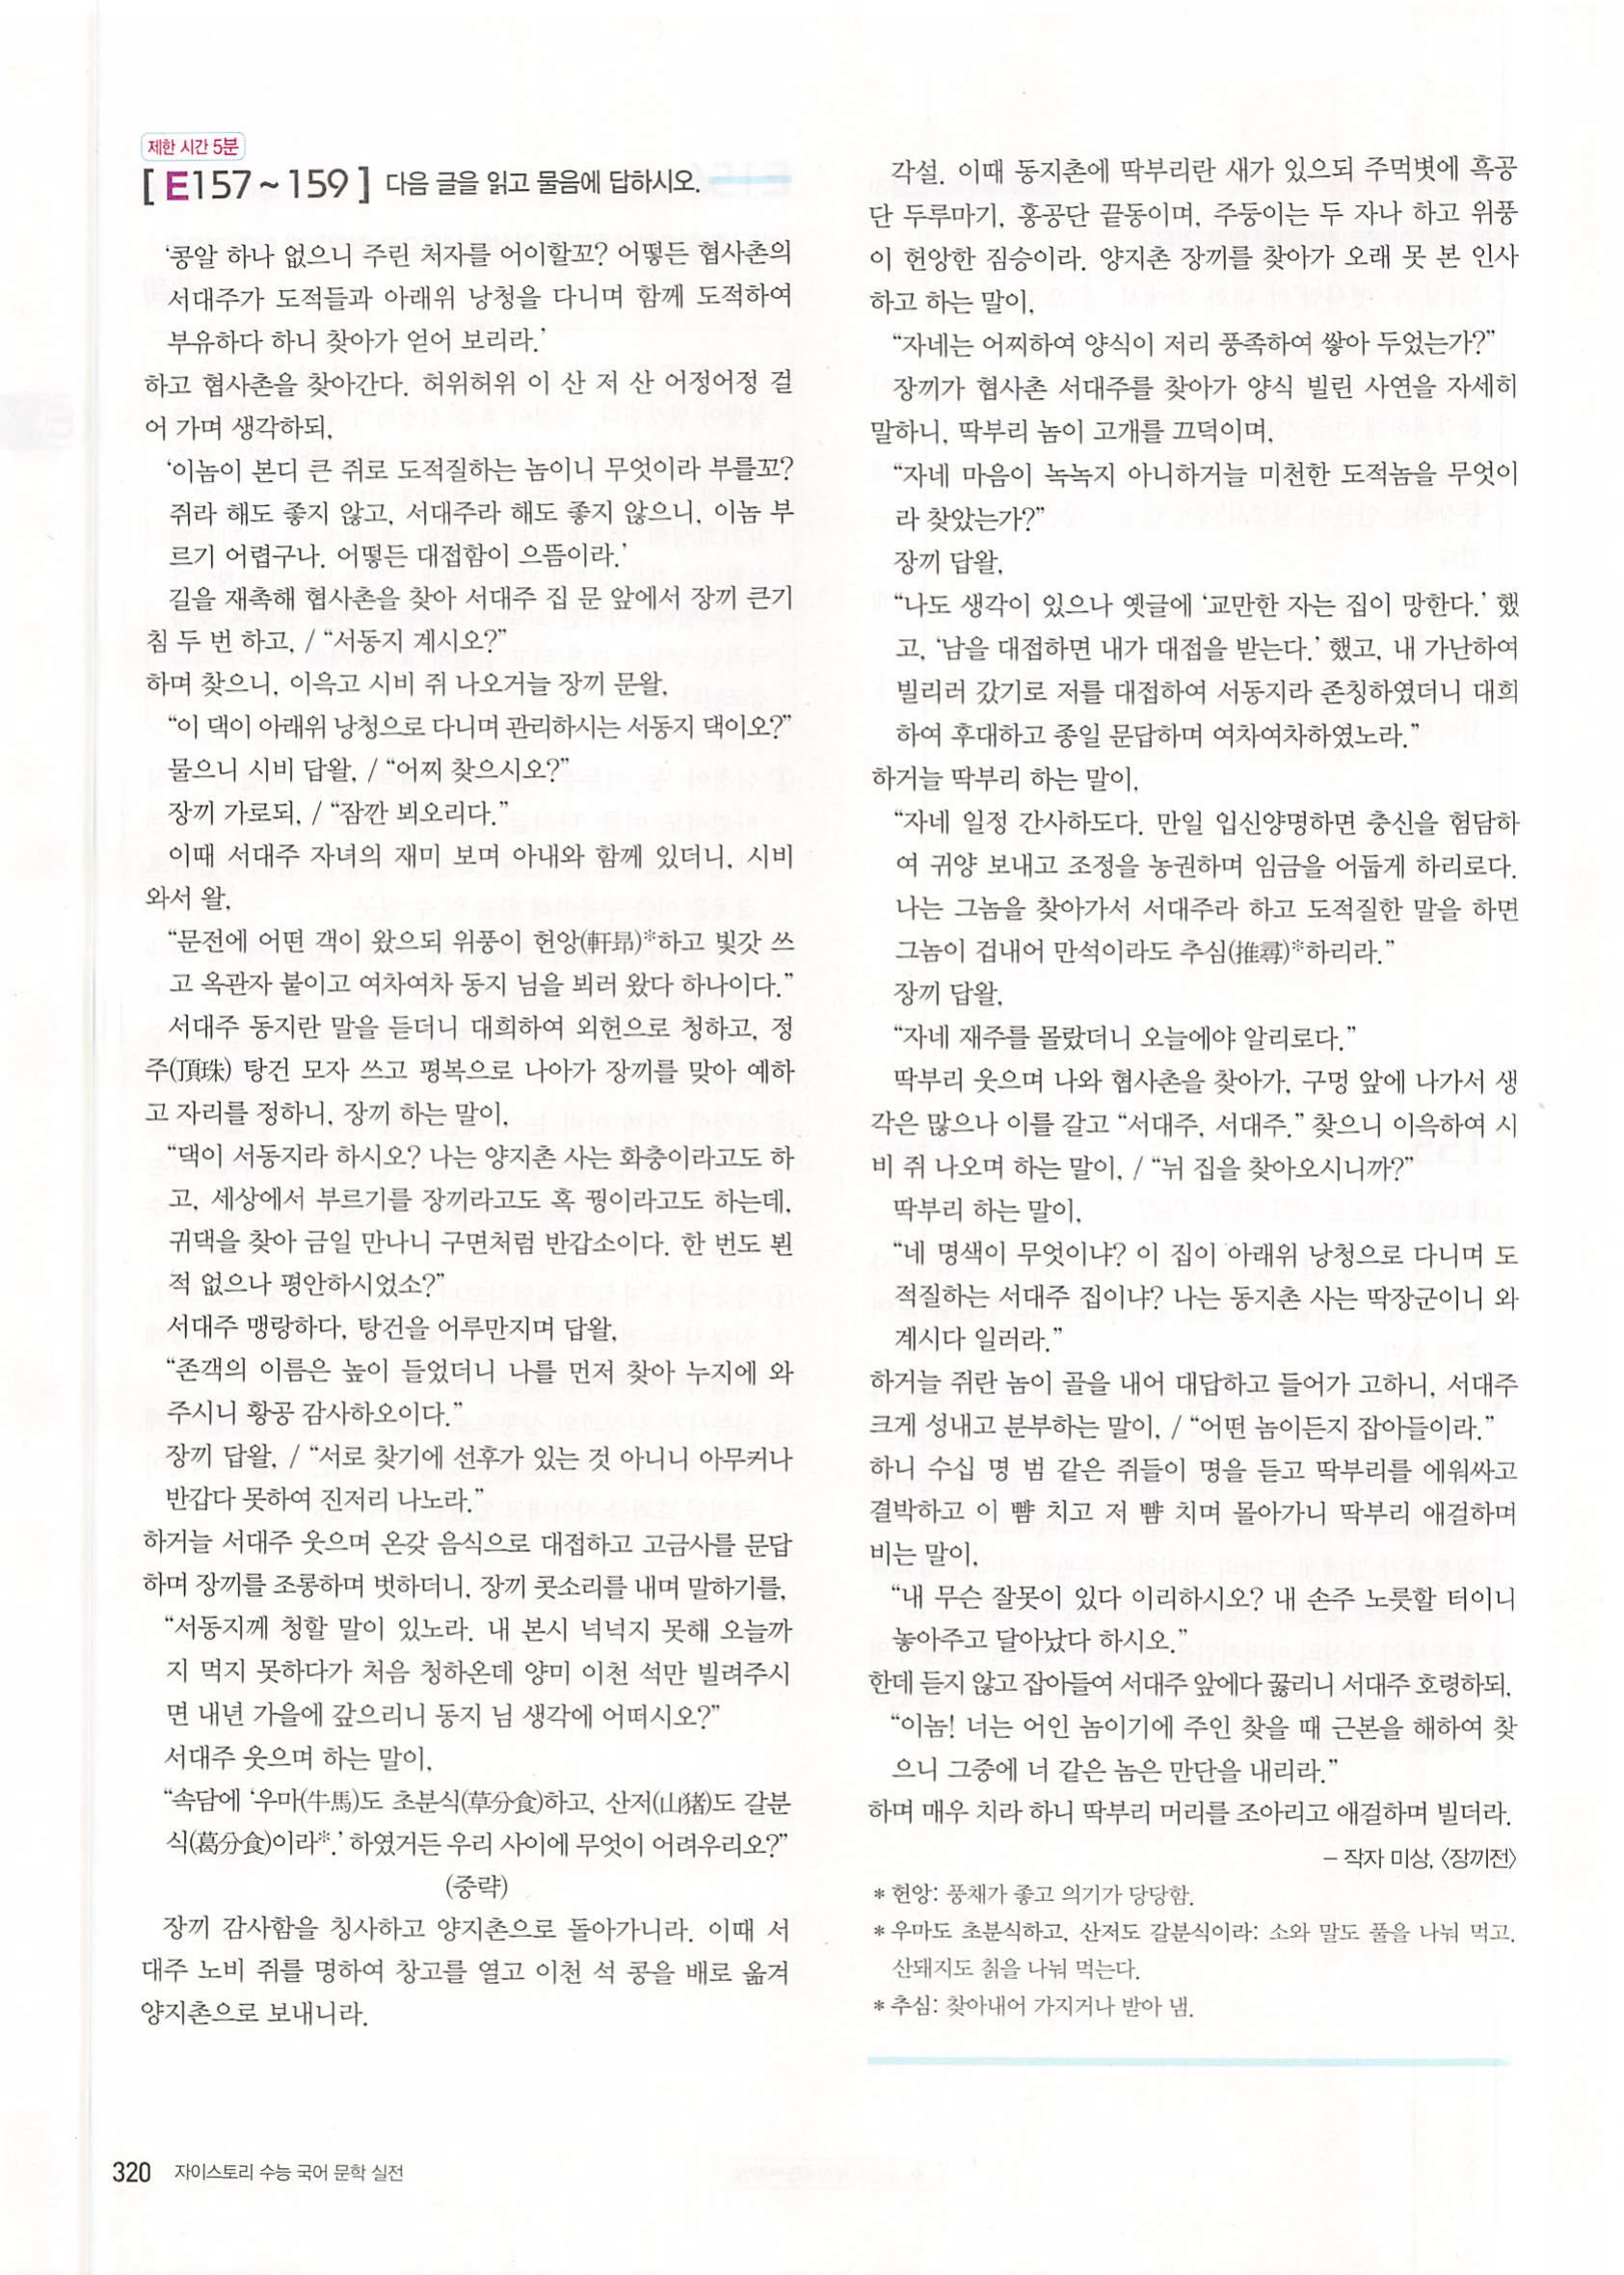 제한 시간 5분
[ E157 ~ 159 ] 다음 글을 읽고 물음에 답하시오.
‘콩알 하나 없으니 주린 처자를 어이할꼬? 어떻든 협사촌의
서대주가 도적들과 아래위 낭청을 다니며 함께 도적하여
부유하다 하니 찾아가 얻어 보리라.’
하고 협사촌을 찾아간다. 허위허위 이 산 저 산 어정어정 걸
어 가며 생각하되,
‘이놈이 본디 큰 쥐로 도적질하는 놈이니 무엇이라 부를꼬?
쥐라 해도 좋지 않고, 서대주라 해도 좋지 않으니, 이놈 부
르기 어렵구나. 어떻든 대접함이 으뜸이라.’
길을 재촉해 협사촌을 찾아 서대주 집 문 앞에서 장끼 큰기
침 두 번 하고, / “서동지 계시오?”
하며 찾으니, 이윽고 시비 쥐 나오거늘 장끼 문왈,
“이 댁이 아래위 낭청으로 다니며 관리하시는 서동지 댁이오?”
물으니 시비 답왈, / “어찌 찾으시오?”
장끼 가로되, / “잠깐 뵈오리다.”
이때 서대주 자녀의 재미 보며 아내와 함께 있더니, 시비
와서 왈,
“문전에 어떤 객이 왔으되 위풍이 헌앙(軒昂)*하고 빛갓 쓰
고 옥관자 붙이고 여차여차 동지 님을 뵈러 왔다 하나이다.”
서대주 동지란 말을 듣더니 대희하여 외헌으로 청하고, 정
주(頂珠) 탕건 모자 쓰고 평복으로 나아가 장끼를 맞아 예하
고 자리를 정하니, 장끼 하는 말이,
“댁이 서동지라 하시오? 나는 양지촌 사는 화충이라고도 하
고, 세상에서 부르기를 장끼라고도 혹 꿩이라고도 하는데,
귀댁을 찾아 금일 만나니 구면처럼 반갑소이다. 한 번도 뵌
적 없으나 평안하시었소?”
서대주 맹랑하다, 탕건을 어루만지며 답왈,
“존객의 이름은 높이 들었더니 나를 먼저 찾아 누지에 와
주시니 황공 감사하오이다.”
장끼 답왈, / “서로 찾기에 선후가 있는 것 아니니 아무커나
반갑다 못하여 진저리 나노라.”
하거늘 서대주 웃으며 온갖 음식으로 대접하고 고금사를 문답
하며 장끼를 조롱하며 벗하더니, 장끼 콧소리를 내며 말하기를,
“서동지께 청할 말이 있노라. 내 본시 넉넉지 못해 오늘까
지 먹지 못하다가 처음 청하온데 양미 이천 석만 빌려주시
면 내년 가을에 갚으리니 동지 님 생각에 어떠시오?”
서대주 웃으며 하는 말이,
“속담에 ‘우마(牛馬)도 초분식(草分食)하고, 산저(山猪)도 갈분
식(葛分食)이라*.’ 하였거든 우리 사이에 무엇이 어려우리오?”
(중략)
장끼 감사함을 칭사하고 양지촌으로 돌아가니라. 이때 서
대주 노비 쥐를 명하여 창고를 열고 이천 석 콩을 배로 옮겨
양지촌으로 보내니라.
각설. 이때 동지촌에 딱부리란 새가 있으되 주먹볏에 흑공
단 두루마기, 홍공단 끝동이며, 주둥이는 두 자나 하고 위풍
이 헌앙한 짐승이라. 양지촌 장끼를 찾아가 오래 못 본 인사
하고 하는 말이,
“자네는 어찌하여 양식이 저리 풍족하여 쌓아 두었는가?”
장끼가 협사촌 서대주를 찾아가 양식 빌린 사연을 자세히
말하니, 딱부리 놈이 고개를 끄덕이며,
“자네 마음이 녹녹지 아니하거늘 미천한 도적놈을 무엇이
라 찾았는가?”
장끼 답왈,
“나도 생각이 있으나 옛글에 ‘교만한 자는 집이 망한다.’ 했
고, ‘남을 대접하면 내가 대접을 받는다.’ 했고, 내 가난하여
빌리러 갔기로 저를 대접하여 서동지라 존칭하였더니 대희
하여 후대하고 종일 문답하며 여차여차하였노라.”
하거늘 딱부리 하는 말이,
“자네 일정 간사하도다. 만일 입신양명하면 충신을 험담하
여 귀양 보내고 조정을 농권하며 임금을 어둡게 하리로다.
나는 그놈을 찾아가서 서대주라 하고 도적질한 말을 하면
그놈이 겁내어 만석이라도 추심(推尋)*하리라.”
장끼 답왈,
“자네 재주를 몰랐더니 오늘에야 알리로다.”
딱부리 웃으며 나와 협사촌을 찾아가, 구멍 앞에 나가서 생
각은 많으나 이를 갈고 “서대주, 서대주.” 찾으니 이윽하여 시
비 쥐 나오며 하는 말이, / “뉘 집을 찾아오시니까?”
딱부리 하는 말이,
“네 명색이 무엇이냐? 이 집이 아래위 낭청으로 다니며 도
적질하는 서대주 집이냐? 나는 동지촌 사는 딱장군이니 와
계시다 일러라.”
하거늘 쥐란 놈이 골을 내어 대답하고 들어가 고하니, 서대주
크게 성내고 분부하는 말이, / “어떤 놈이든지 잡아들이라.”
하니 수십 명 범 같은 쥐들이 명을 듣고 딱부리를 에워싸고
결박하고 이 뺨 치고 저 뺨 치며 몰아가니 딱부리 애걸하며
비는 말이,
“내 무슨 잘못이 있다 이리하시오? 내 손주 노릇할 터이니
놓아주고 달아났다 하시오.”
한데 듣지 않고 잡아들여 서대주 앞에다 꿇리니 서대주 호령하되,
“이놈! 너는 어인 놈이기에 주인 찾을 때 근본을 해하여 찾
으니 그중에 너 같은 놈은 만단을 내리라.”
하며 매우 치라 하니 딱부리 머리를 조아리고 애걸하며 빌더라.
– 작자 미상, 〈장끼전〉
* 헌앙: 풍채가 좋고 의기가 당당함.
* 우마도 초분식하고, 산저도 갈분식이라: 소와 말도 풀을 나눠 먹고,
산돼지도 칡을 나눠 먹는다.
* 추심: 찾아내어 가지거나 받아 냄.
320 자이스토리 수능 국어 문학 실전